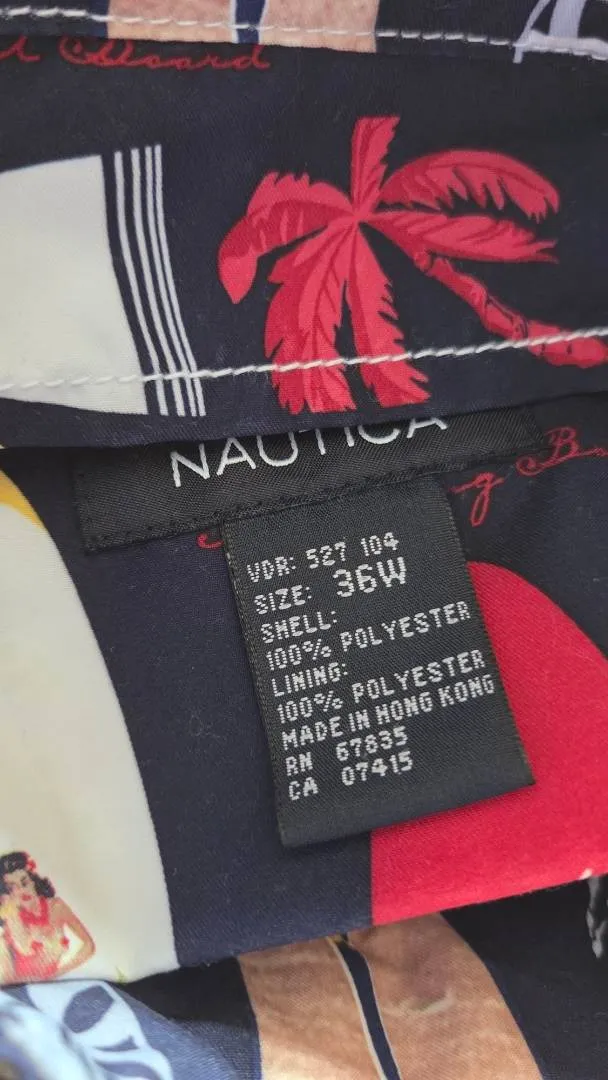 Board
NAUTICA
VDR: 527 104
SIZE: 36W
SHELL:
100% POLYESTER
LINING:
100% POLYESTER
MADE IN HONG KONG
RN 67835
CA 07415